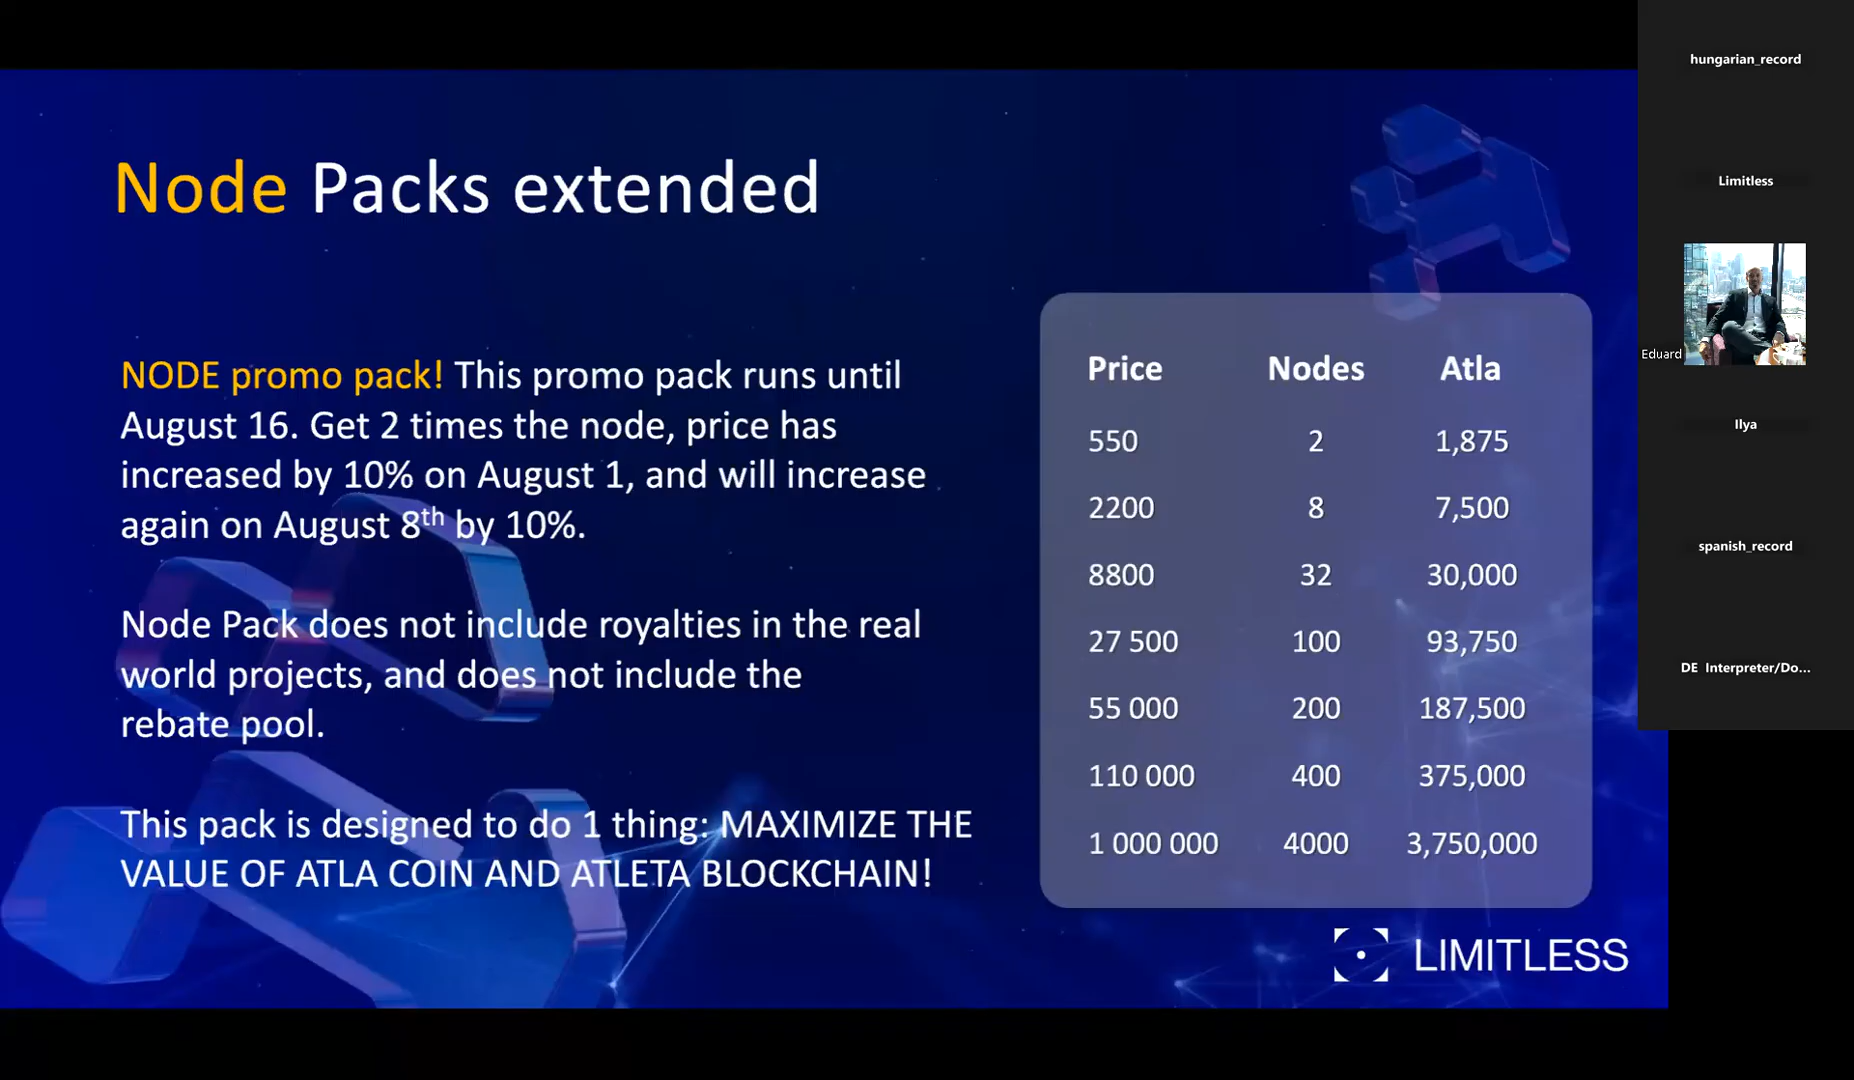 Node Packs extended
NODE promo pack! This promo pack runs until
August 16. Get 2 times the node, price has
increased by 10% on August 1, and will increase
again on August 8th by 10%.
Node Pack does not include royalties in the real
world projects, and does not include the
rebate pool.
This pack is designed to do 1 thing: MAXIMIZE THE
VALUE OF ATLA COIN AND ATLETA BLOCKCHAIN!
Price Nodes Atla
550 2 1,875
2200 8 7,500
8800 32 30,000
27 500 100 93,750
55 000 200 187,500
110 000 400 375,000
1 000 000 4000 3,750,000
LIMITLESS
hungarian_record
Limitless
Eduard
Ilya
spanish_record
DE Interpreter/Do...